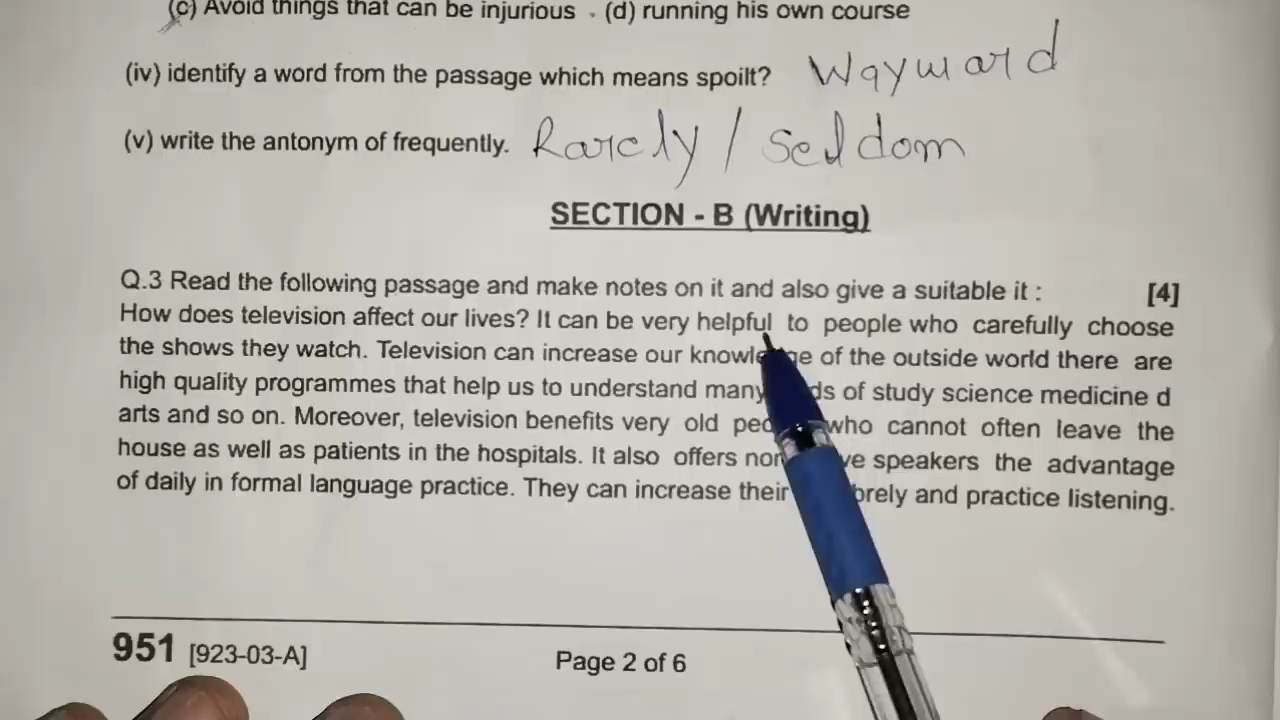 (c) Avoid things that can be injurious . (d) running his own course
(iv) identify a word from the passage which means spoilt? Wayward
(v) write the antonym of frequently. Rarely / seldom
SECTION - B (Writing)
Q.3 Read the following passage and make notes on it and also give a suitable it : [4]
How does television affect our lives? It can be very helpful to people who carefully choose
the shows they watch. Television can increase our of the outside world there are
high quality programmes that help us to understand many of study science medicine d
arts and so on. Moreover, television benefits very old who cannot often leave the
house as well as patients in the hospitals. It also offers speakers the advantage
of daily in formal language practice. They can increase their and practice listening.
951 [923-03-A]
Page 2 of 6